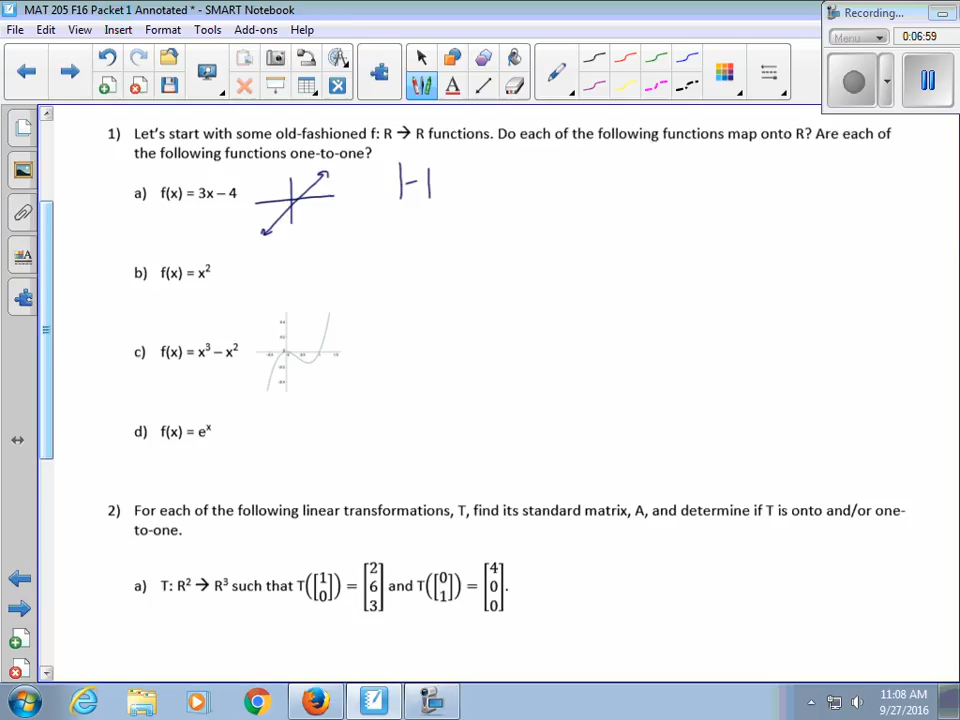 MAT 205 F16 Packet 1 Annotated * - SMART Notebook
Recording...
File Edit View Insert Format Tools Add-ons Help
Menu
0:06:59
1) Let's start with some old-fashioned f: R → R functions. Do each of the following functions map onto R? Are each of
the following functions one-to-one?
a) f(x) = 3x – 4
1-1
b) f(x) = x²
c) f(x) = x³ – x²
d) f(x) = eˣ
2) For each of the following linear transformations, T, find its standard matrix, A, and determine if T is onto and/or one-
to-one.
a) T: R² → R³ such that T([1 0]) = [2 6 3] and T([0 1]) = [4 0 0].
11:08 AM
9/27/2016